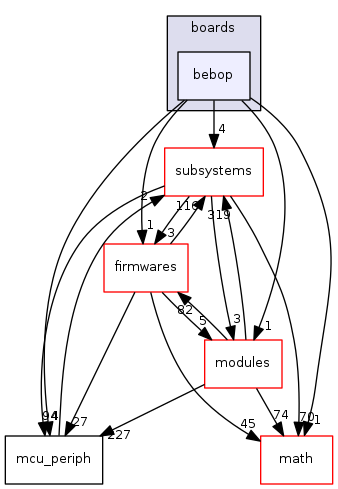 boards
bebop
4
subsystems
2
116
319
1
3
firmwares
82
5
3
1
modules
94
27
227
45
74
70
1
mcu_periph
math